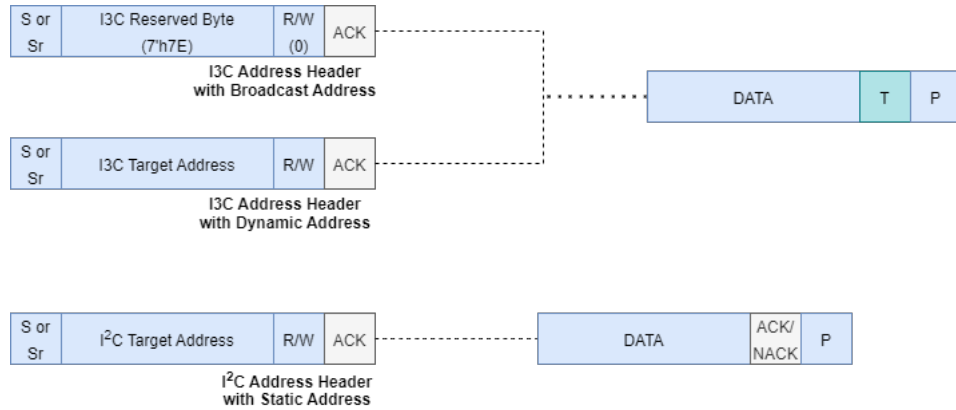 S or
Sr
I3C Reserved Byte
(7'h7E)
R/W
(0)
ACK
I3C Address Header
with Broadcast Address
DATA
T
P
S or
Sr
I3C Target Address
R/W
ACK
I3C Address Header
with Dynamic Address
S or
Sr
I²C Target Address
R/W
ACK
I²C Address Header
with Static Address
DATA
ACK/
NACK
P